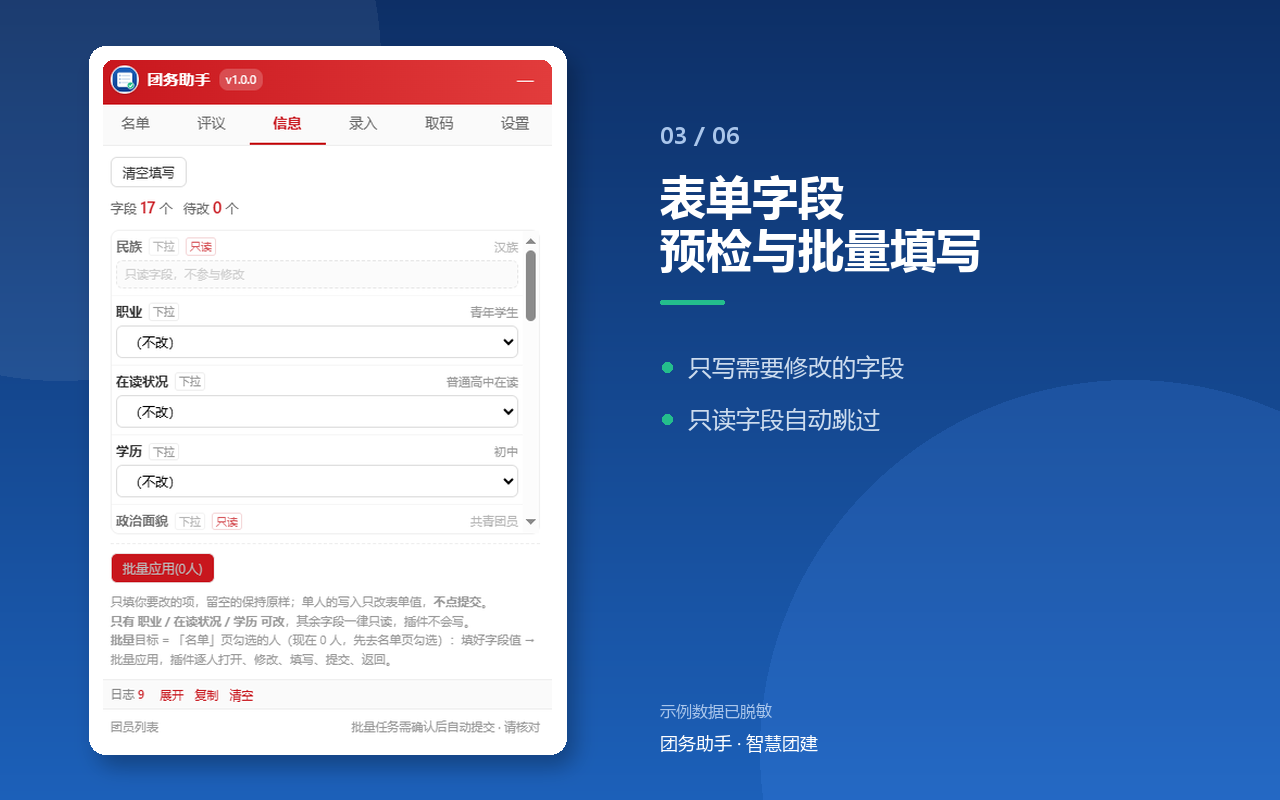 团务助手 v1.0.0
名单 评议 信息 录入 取码 设置
清空填写
字段 17 个 待改 0 个
民族 下拉 只读 汉族
只读字段，不参与修改
职业 下拉 青年学生
(不改)
在读状况 下拉 普通高中在读
(不改)
学历 下拉 初中
(不改)
政治面貌 下拉 只读 共青团员
批量应用(0人)
只填你要改的项，留空的保持原样；单人的写入只改表单值，不点提交。
只有 职业 / 在读状况 / 学历 可改，其余字段一律只读，插件不会写。
批量目标 = 「名单」页勾选的人（现在 0 人，先去名单页勾选）：填好字段值 →
批量应用，插件逐人打开、修改、填写、提交、返回。
日志 9 展开 复制 清空
团员列表 批量任务需确认后自动提交 · 请核对
03 / 06
表单字段
预检与批量填写
只写需要修改的字段
只读字段自动跳过
示例数据已脱敏
团务助手 · 智慧团建